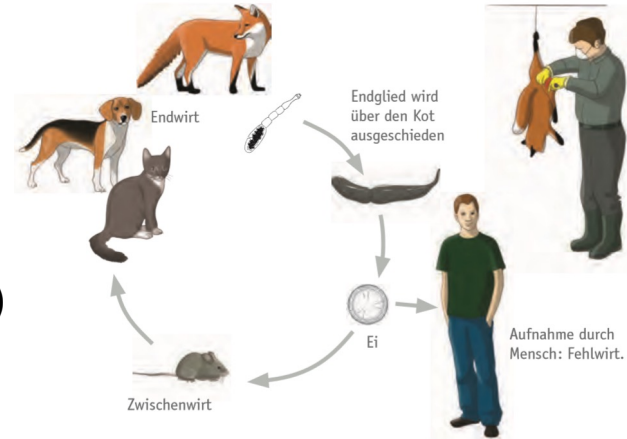 Endwirt
Endglied wird
über den Kot
ausgeschieden
Ei
Aufnahme durch
Mensch: Fehlwirt.
Zwischenwirt